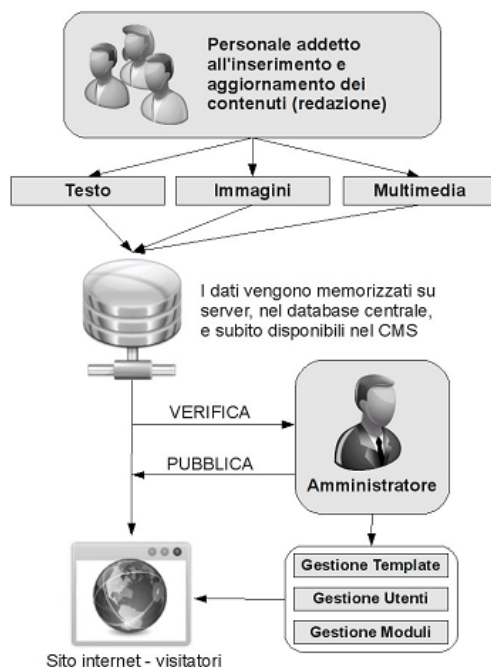 Personale addetto
all'inserimento e
aggiornamento dei
contenuti (redazione)
Testo
Immagini
Multimedia
I dati vengono memorizzati su
server, nel database centrale,
e subito disponibili nel CMS
VERIFICA
PUBBLICA
Amministratore
Gestione Template
Gestione Utenti
Gestione Moduli
Sito internet - visitatori